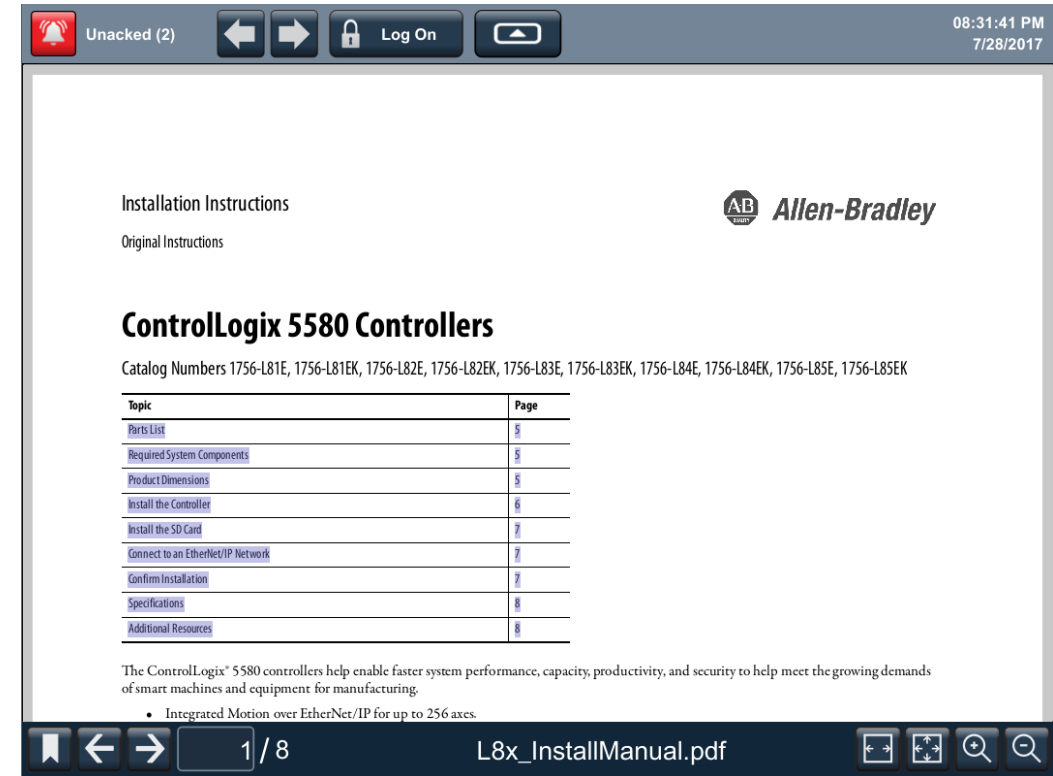 Unacked (2)
Log On
08:31:41 PM
7/28/2017
Installation Instructions
AB
QUALITY
Allen-Bradley
Original Instructions
ControlLogix 5580 Controllers
Catalog Numbers 1756-L81E, 1756-L81EK, 1756-L82E, 1756-L82EK, 1756-L83E, 1756-L83EK, 1756-L84E, 1756-L84EK, 1756-L85E, 1756-L85EK
Topic Page
Parts List 5
Required System Components 5
Product Dimensions 5
Install the Controller 6
Install the SD Card 7
Connect to an EtherNet/IP Network 7
Confirm Installation 7
Specifications 8
Additional Resources 8
The ControlLogix® 5580 controllers help enable faster system performance, capacity, productivity, and security to help meet the growing demands
of smart machines and equipment for manufacturing.
• Integrated Motion over EtherNet/IP for up to 256 axes.
1 / 8
L8x_InstallManual.pdf